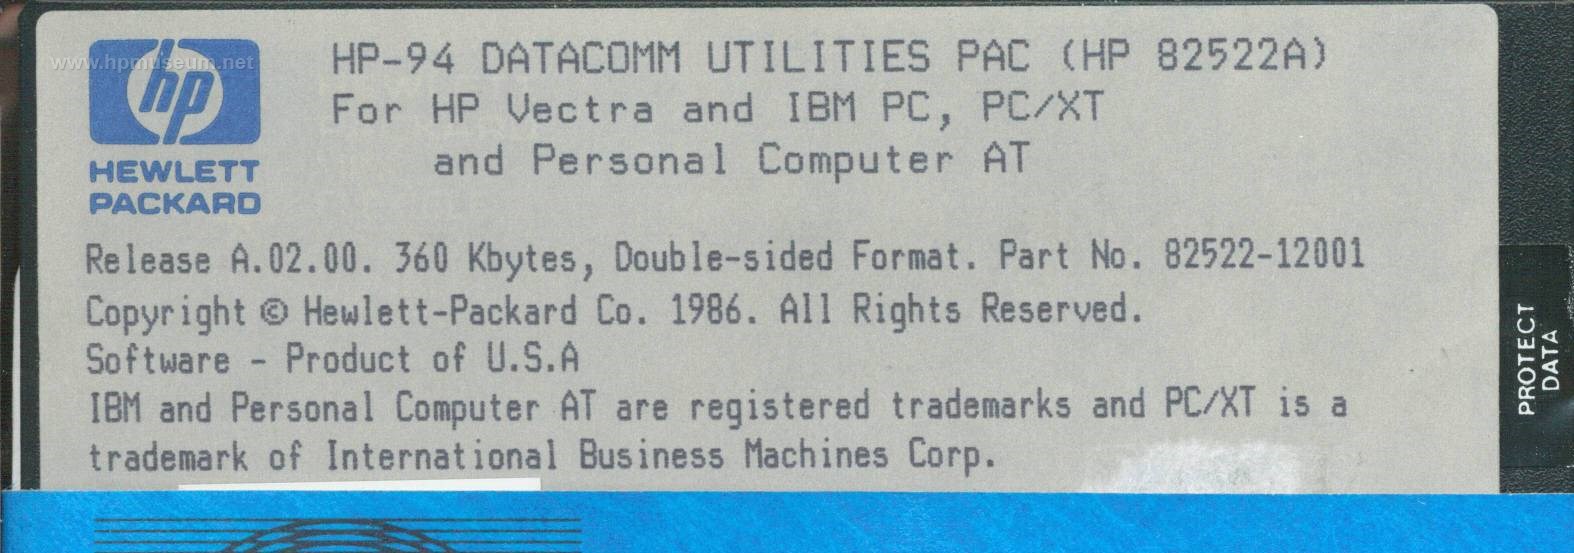 www.hpmuseum.net
hp
HEWLETT
PACKARD
HP-94 DATACOMM UTILITIES PAC (HP 82522A)
For HP Vectra and IBM PC, PC/XT
and Personal Computer AT
Release A.02.00. 360 Kbytes, Double-sided Format. Part No. 82522-12001
Copyright © Hewlett-Packard Co. 1986. All Rights Reserved.
Software - Product of U.S.A
IBM and Personal Computer AT are registered trademarks and PC/XT is a
trademark of International Business Machines Corp.
PROTECT
DATA